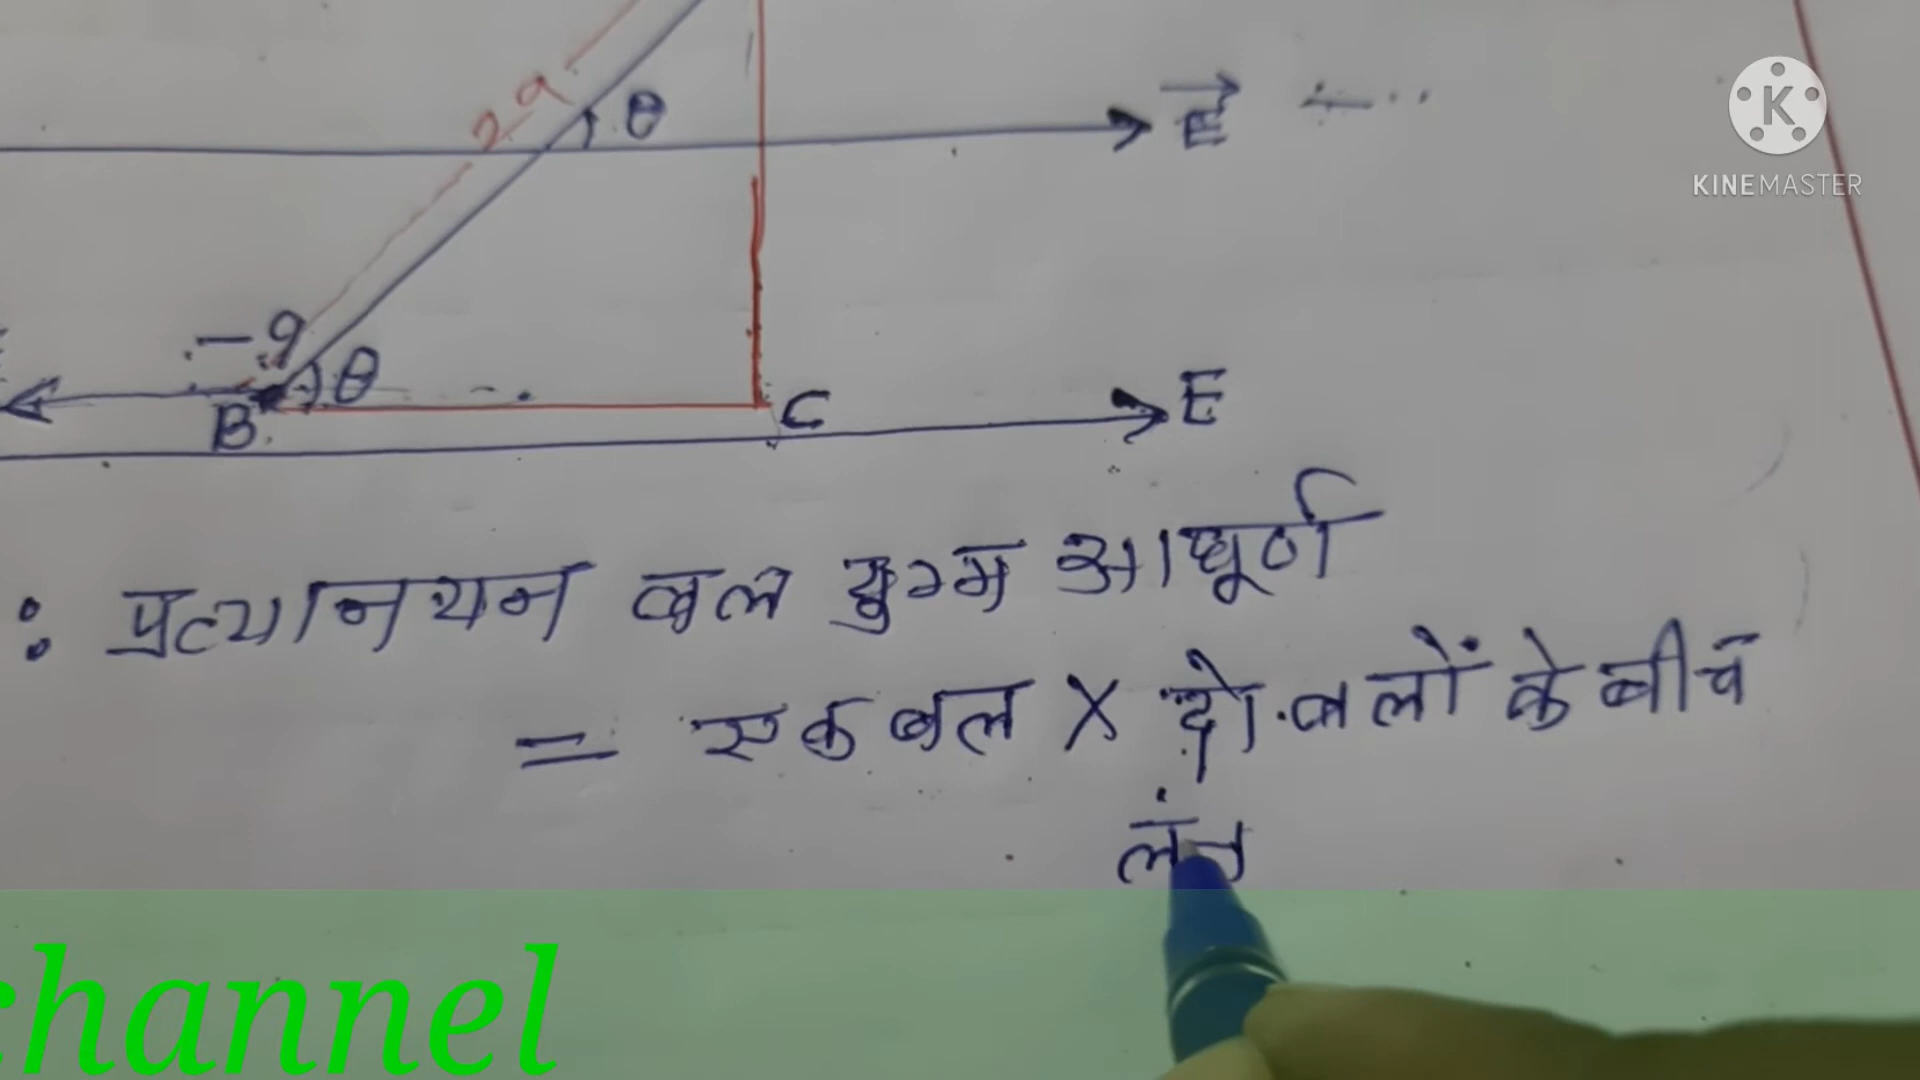 2a
θ
E
KINEMASTER
-q
θ
B
C
E
: प्रत्यानयन बल युग्म आघूर्ण
= एक बल X दो बलों के बीच
लंब
channel